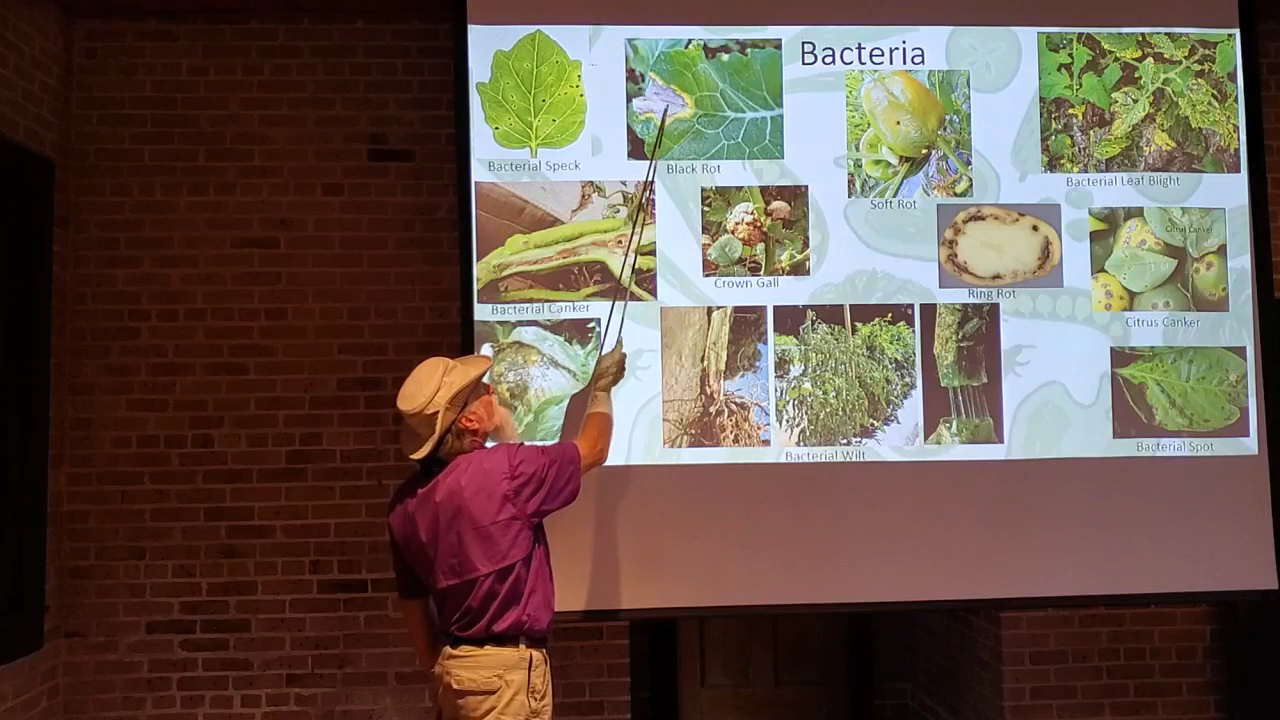 Bacteria
Bacterial Speck
Black Rot
Soft Rot
Bacterial Leaf Blight
Citrus Canker
Crown Gall
Ring Rot
Bacterial Canker
Citrus Canker
Bacterial Wilt
Bacterial Spot